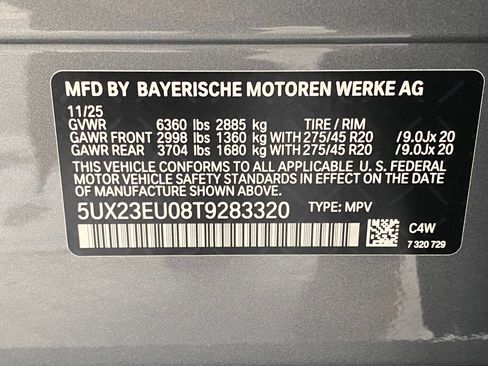 MFD BY BAYERISCHE MOTOREN WERKE AG
11/25
GVWR 6360 lbs 2885 kg TIRE / RIM
GAWR FRONT 2998 lbs 1360 kg WITH 275/45 R20 /9.0Jx 20
GAWR REAR 3704 lbs 1680 kg WITH 275/45 R20 /9.0Jx 20
THIS VEHICLE CONFORMS TO ALL APPLICABLE U. S. FEDERAL
MOTOR VEHICLE SAFETY STANDARDS IN EFFECT ON THE DATE
OF MANUFACTURE SHOWN ABOVE.
5UX23EU08T9283320 TYPE: MPV
C4W
7 320 729